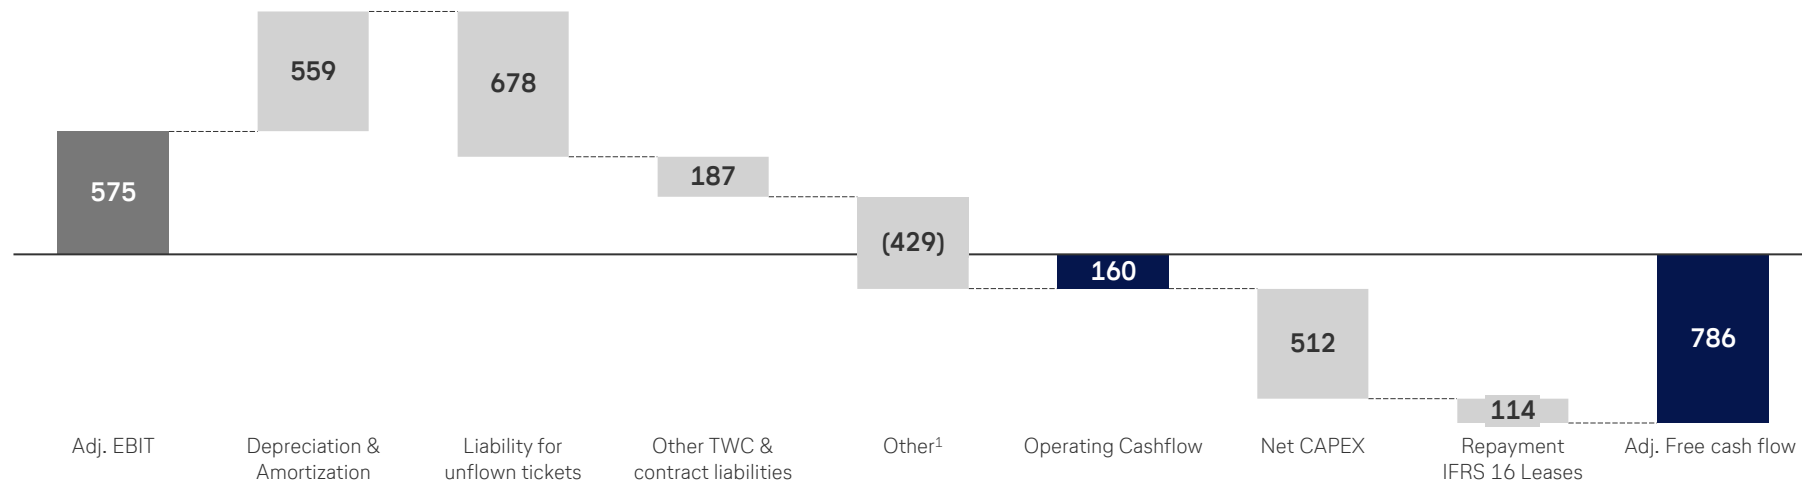 559
678
187
575
(429)
160
512
786
114
Adj. EBIT
Depreciation &
Amortization
Liability for
unflown tickets
Other TWC &
contract liabilities
Other¹
Operating Cashflow
Net CAPEX
Repayment
IFRS 16 Leases
Adj. Free cash flow